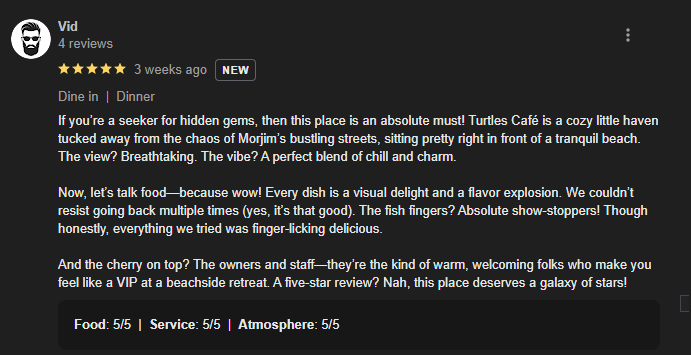 Vid
4 reviews
★★★★★ 3 weeks ago NEW
Dine in | Dinner
If you’re a seeker for hidden gems, then this place is an absolute must! Turtles Café is a cozy little haven
tucked away from the chaos of Morjim’s bustling streets, sitting pretty right in front of a tranquil beach.
The view? Breathtaking. The vibe? A perfect blend of chill and charm.
Now, let’s talk food—because wow! Every dish is a visual delight and a flavor explosion. We couldn’t
resist going back multiple times (yes, it’s that good). The fish fingers? Absolute show-stoppers! Though
honestly, everything we tried was finger-licking delicious.
And the cherry on top? The owners and staff—they’re the kind of warm, welcoming folks who make you
feel like a VIP at a beachside retreat. A five-star review? Nah, this place deserves a galaxy of stars!
Food: 5/5 | Service: 5/5 | Atmosphere: 5/5